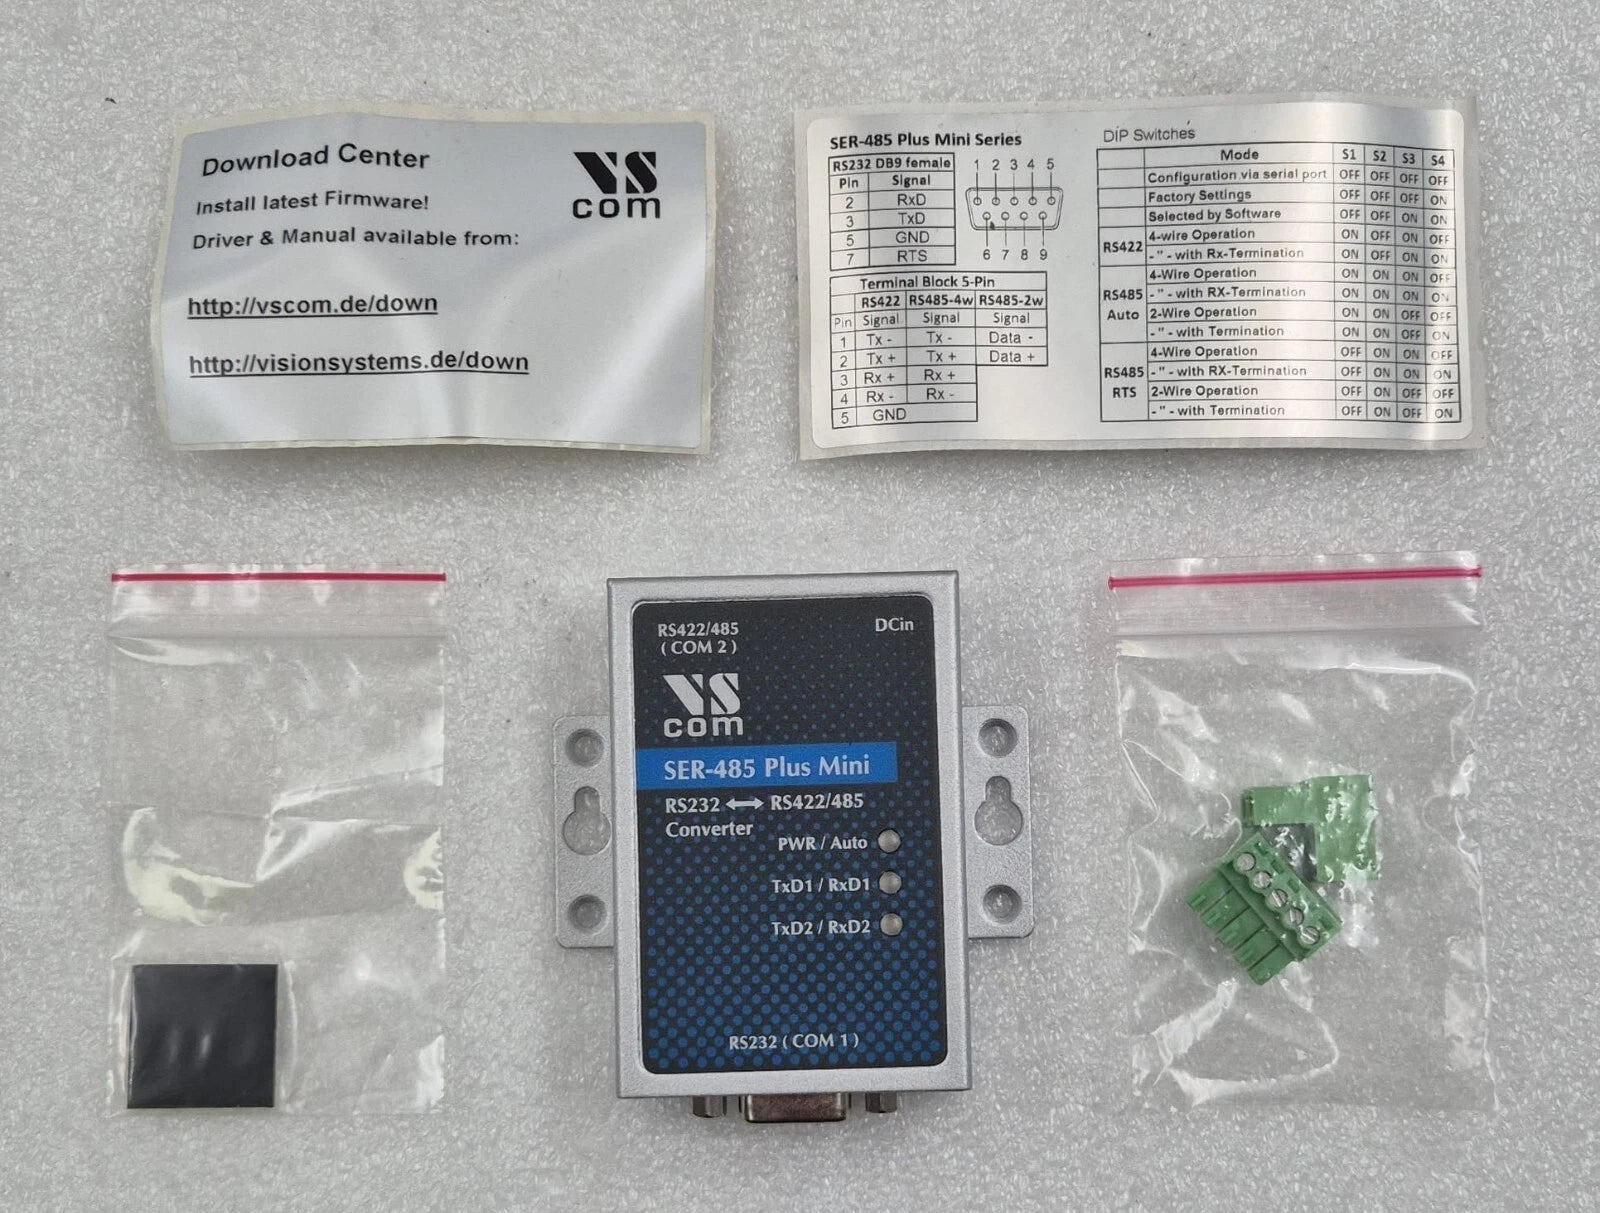 Download Center
Install latest Firmware!
Driver & Manual available from:
http://vscom.de/down
http://visionsystems.de/down
VS
com
SER-485 Plus Mini Series
RS232 DB9 female
Pin Signal
2 RxD
3 TxD
5 GND
7 RTS
1 2 3 4 5
6 7 8 9
Terminal Block 5-Pin
RS422 RS485-4w RS485-2w
Pin Signal Signal Signal
1 Tx - Tx - Data -
2 Tx + Tx + Data +
3 Rx + Rx +
4 Rx - Rx -
5 GND
DIP Switches
Mode S1 S2 S3 S4
Configuration via serial port OFF OFF OFF OFF
Factory Settings OFF OFF OFF ON
Selected by Software OFF OFF ON ON
RS422 4-wire Operation ON OFF ON OFF
- " - with Rx-Termination ON OFF ON ON
RS485 Auto 4-Wire Operation ON ON ON OFF
- " - with RX-Termination ON ON ON ON
2-Wire Operation ON ON OFF OFF
- " - with Termination ON ON OFF ON
RS485 RTS 4-Wire Operation OFF ON ON OFF
- " - with RX-Termination OFF ON ON ON
2-Wire Operation OFF ON OFF OFF
- " - with Termination OFF ON OFF ON
RS422/485
( COM 2 )
DCin
VS
com
SER-485 Plus Mini
RS232 ↔ RS422/485
Converter
PWR / Auto
TxD1 / RxD1
TxD2 / RxD2
RS232 ( COM 1 )